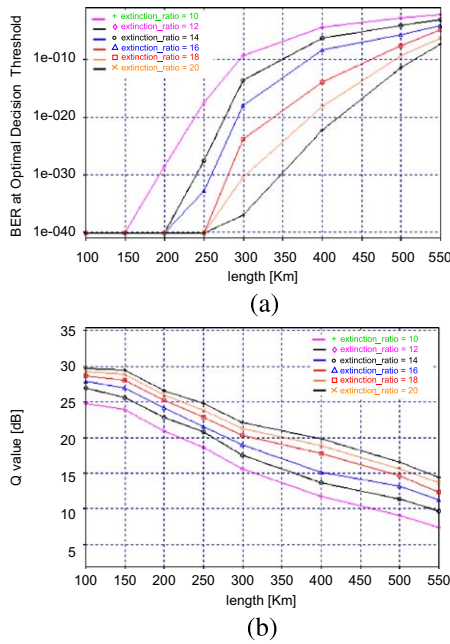 + extinction_ratio = 10
◇ extinction_ratio = 12
○ extinction_ratio = 14
△ extinction_ratio = 16
□ extinction_ratio = 18
× extinction_ratio = 20
BER at Optimal Decision Threshold
1e-010
1e-020
1e-030
1e-040
100 150 200 250 300 350 400 450 500 550
length [Km]
(a)
+ extinction_ratio = 10
◇ extinction_ratio = 12
○ extinction_ratio = 14
△ extinction_ratio = 16
□ extinction_ratio = 18
× extinction_ratio = 20
Q value [dB]
35
30
25
20
15
10
5
100 150 200 250 300 350 400 450 500 550
length [Km]
(b)